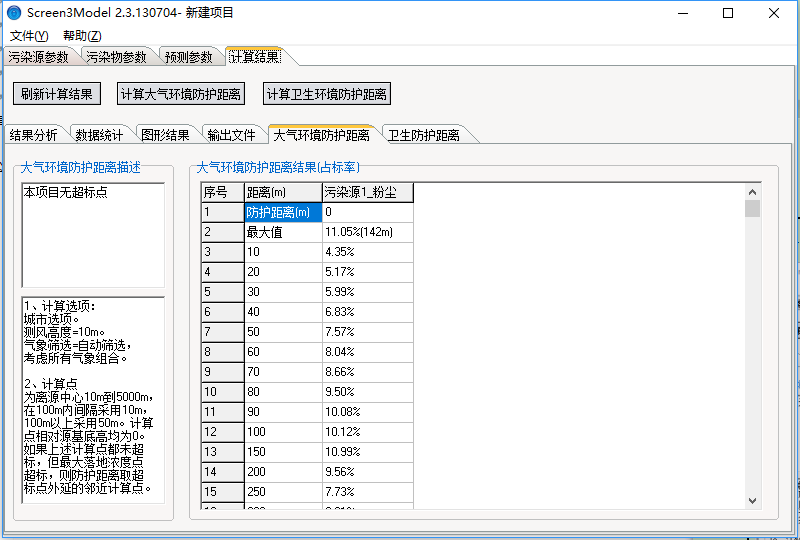 Screen3Model 2.3.130704- 新建项目
文件(Y) 帮助(Z)
污染源参数 污染物参数 预测参数 计算结果
刷新计算结果 计算大气环境防护距离 计算卫生环境防护距离
结果分析 数据统计 图形结果 输出文件 大气环境防护距离 卫生防护距离
大气环境防护距离描述
本项目无超标点
1、计算选项:
城市选项。
测风高度=10m。
气象筛选=自动筛选,
考虑所有气象组合。
2、计算点
为离源中心10m到5000m,
在100m内间隔采用10m,
100m以上采用50m。计算
点相对源基底高均为0。
如果上述计算点都未超
标，但最大落地浓度点
超标，则防护距离取超
标点外延的邻近计算点。
大气环境防护距离结果(占标率)
序号 距离(m) 污染源1_粉尘
1 防护距离(m) 0
2 最大值 11.05%(142m)
3 10 4.35%
4 20 5.17%
5 30 5.99%
6 40 6.83%
7 50 7.57%
8 60 8.04%
9 70 8.66%
10 80 9.50%
11 90 10.08%
12 100 10.12%
13 150 10.99%
14 200 9.56%
15 250 7.73%